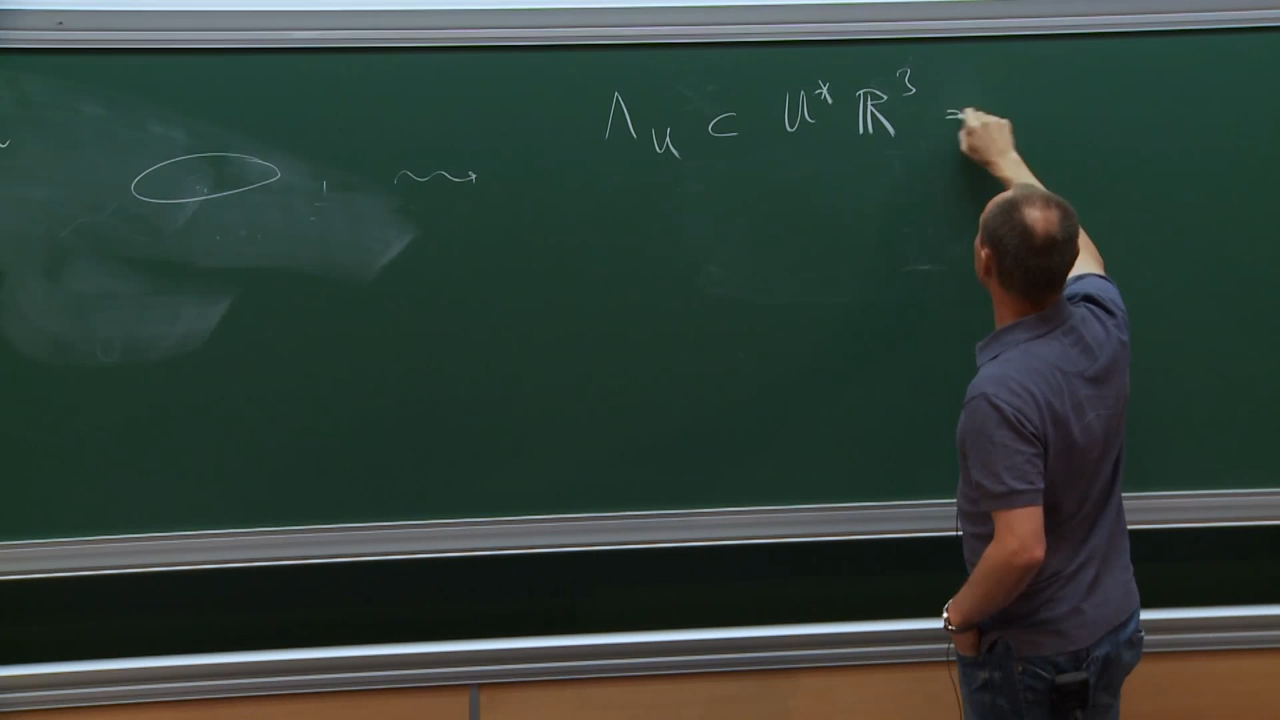 Λ_U ⊂ U* ℝ³ =